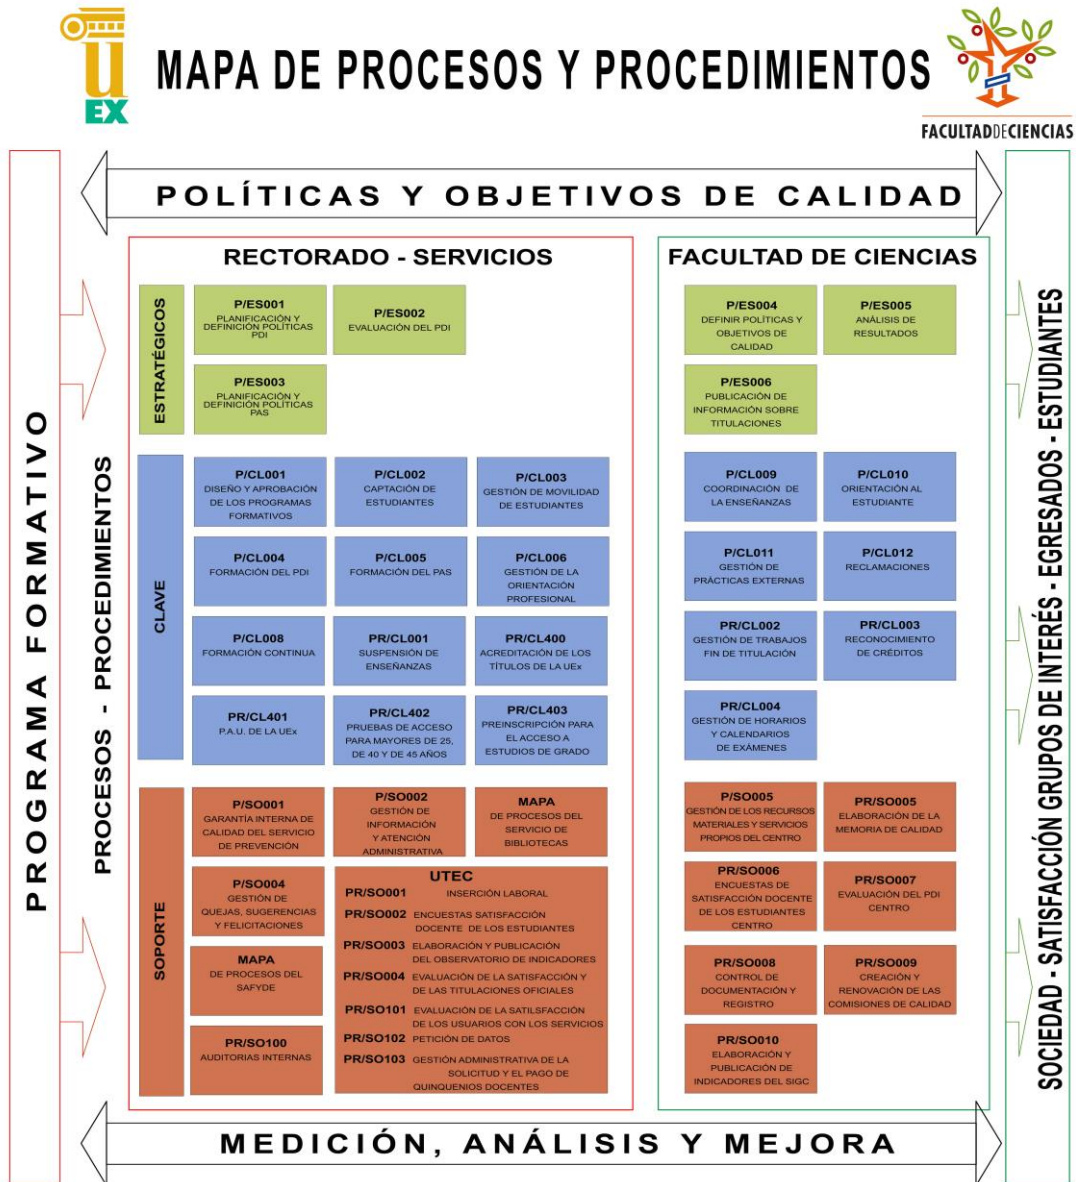 u
EX
MAPA DE PROCESOS Y PROCEDIMIENTOS
FACULTADDECIENCIAS
POLÍTICAS Y OBJETIVOS DE CALIDAD
PROGRAMA FORMATIVO
PROCESOS - PROCEDIMIENTOS
RECTORADO - SERVICIOS
ESTRATÉGICOS
P/ES001
PLANIFICACIÓN Y
DEFINICIÓN POLÍTICAS
PDI
P/ES002
EVALUACIÓN DEL PDI
P/ES003
PLANIFICACIÓN Y
DEFINICIÓN POLÍTICAS
PAS
CLAVE
P/CL001
DISEÑO Y APROBACIÓN
DE LOS PROGRAMAS
FORMATIVOS
P/CL002
CAPTACIÓN DE
ESTUDIANTES
P/CL003
GESTIÓN DE MOVILIDAD
DE ESTUDIANTES
P/CL004
FORMACIÓN DEL PDI
P/CL005
FORMACIÓN DEL PAS
P/CL006
GESTIÓN DE LA
ORIENTACIÓN
PROFESIONAL
P/CL008
FORMACIÓN CONTINUA
PR/CL001
SUSPENSIÓN DE
ENSEÑANZAS
PR/CL400
ACREDITACIÓN DE LOS
TÍTULOS DE LA UEx
PR/CL401
P.A.U. DE LA UEx
PR/CL402
PRUEBAS DE ACCESO
PARA MAYORES DE 25,
DE 40 Y DE 45 AÑOS
PR/CL403
PREINSCRIPCIÓN PARA
EL ACCESO A
ESTUDIOS DE GRADO
SOPORTE
P/SO001
GARANTÍA INTERNA DE
CALIDAD DEL SERVICIO
DE PREVENCIÓN
P/SO002
GESTIÓN DE
INFORMACIÓN
Y ATENCIÓN
ADMINISTRATIVA
MAPA
DE PROCESOS DEL
SERVICIO DE
BIBLIOTECAS
P/SO004
GESTIÓN DE
QUEJAS, SUGERENCIAS
Y FELICITACIONES
MAPA
DE PROCESOS DEL
SAFYDE
PR/SO100
AUDITORIAS INTERNAS
UTEC
PR/SO001 INSERCIÓN LABORAL
PR/SO002 ENCUESTAS SATISFACCIÓN
DOCENTE DE LOS ESTUDIANTES
PR/SO003 ELABORACIÓN Y PUBLICACIÓN
DEL OBSERVATORIO DE INDICADORES
PR/SO004 EVALUACIÓN DE LA SATISFACCIÓN Y
DE LAS TITULACIONES OFICIALES
PR/SO101 EVALUACIÓN DE LA SATILSFACCIÓN
DE LOS USUARIOS CON LOS SERVICIOS
PR/SO102 PETICIÓN DE DATOS
PR/SO103 GESTIÓN ADMINISTRATIVA DE LA
SOLICITUD Y EL PAGO DE
QUINQUENIOS DOCENTES
FACULTAD DE CIENCIAS
P/ES004
DEFINIR POLÍTICAS Y
OBJETIVOS DE
CALIDAD
P/ES005
ANÁLISIS DE
RESULTADOS
P/ES006
PUBLICACIÓN DE
INFORMACIÓN SOBRE
TITULACIONES
P/CL009
COORDINACIÓN DE
LA ENSEÑANZAS
P/CL010
ORIENTACIÓN AL
ESTUDIANTE
P/CL011
GESTIÓN DE
PRÁCTICAS EXTERNAS
P/CL012
RECLAMACIONES
PR/CL002
GESTIÓN DE TRABAJOS
FIN DE TITULACIÓN
PR/CL003
RECONOCIMIENTO
DE CRÉDITOS
PR/CL004
GESTIÓN DE HORARIOS
Y CALENDARIOS
DE EXÁMENES
P/SO005
GESTIÓN DE LOS RECURSOS
MATERIALES Y SERVICIOS
PROPIOS DEL CENTRO
PR/SO005
ELABORACIÓN DE LA
MEMORIA DE CALIDAD
PR/SO006
ENCUESTAS DE
SATISFACCIÓN DOCENTE
DE LOS ESTUDIANTES
CENTRO
PR/SO007
EVALUACIÓN DEL PDI
CENTRO
PR/SO008
CONTROL DE
DOCUMENTACIÓN Y
REGISTRO
PR/SO009
CREACIÓN Y
RENOVACIÓN DE LAS
COMISIONES DE CALIDAD
PR/SO010
ELABORACIÓN Y
PUBLICACIÓN DE
INDICADORES DEL SIGC
SOCIEDAD - SATISFACCIÓN GRUPOS DE INTERÉS - EGRESADOS - ESTUDIANTES
MEDICIÓN, ANÁLISIS Y MEJORA